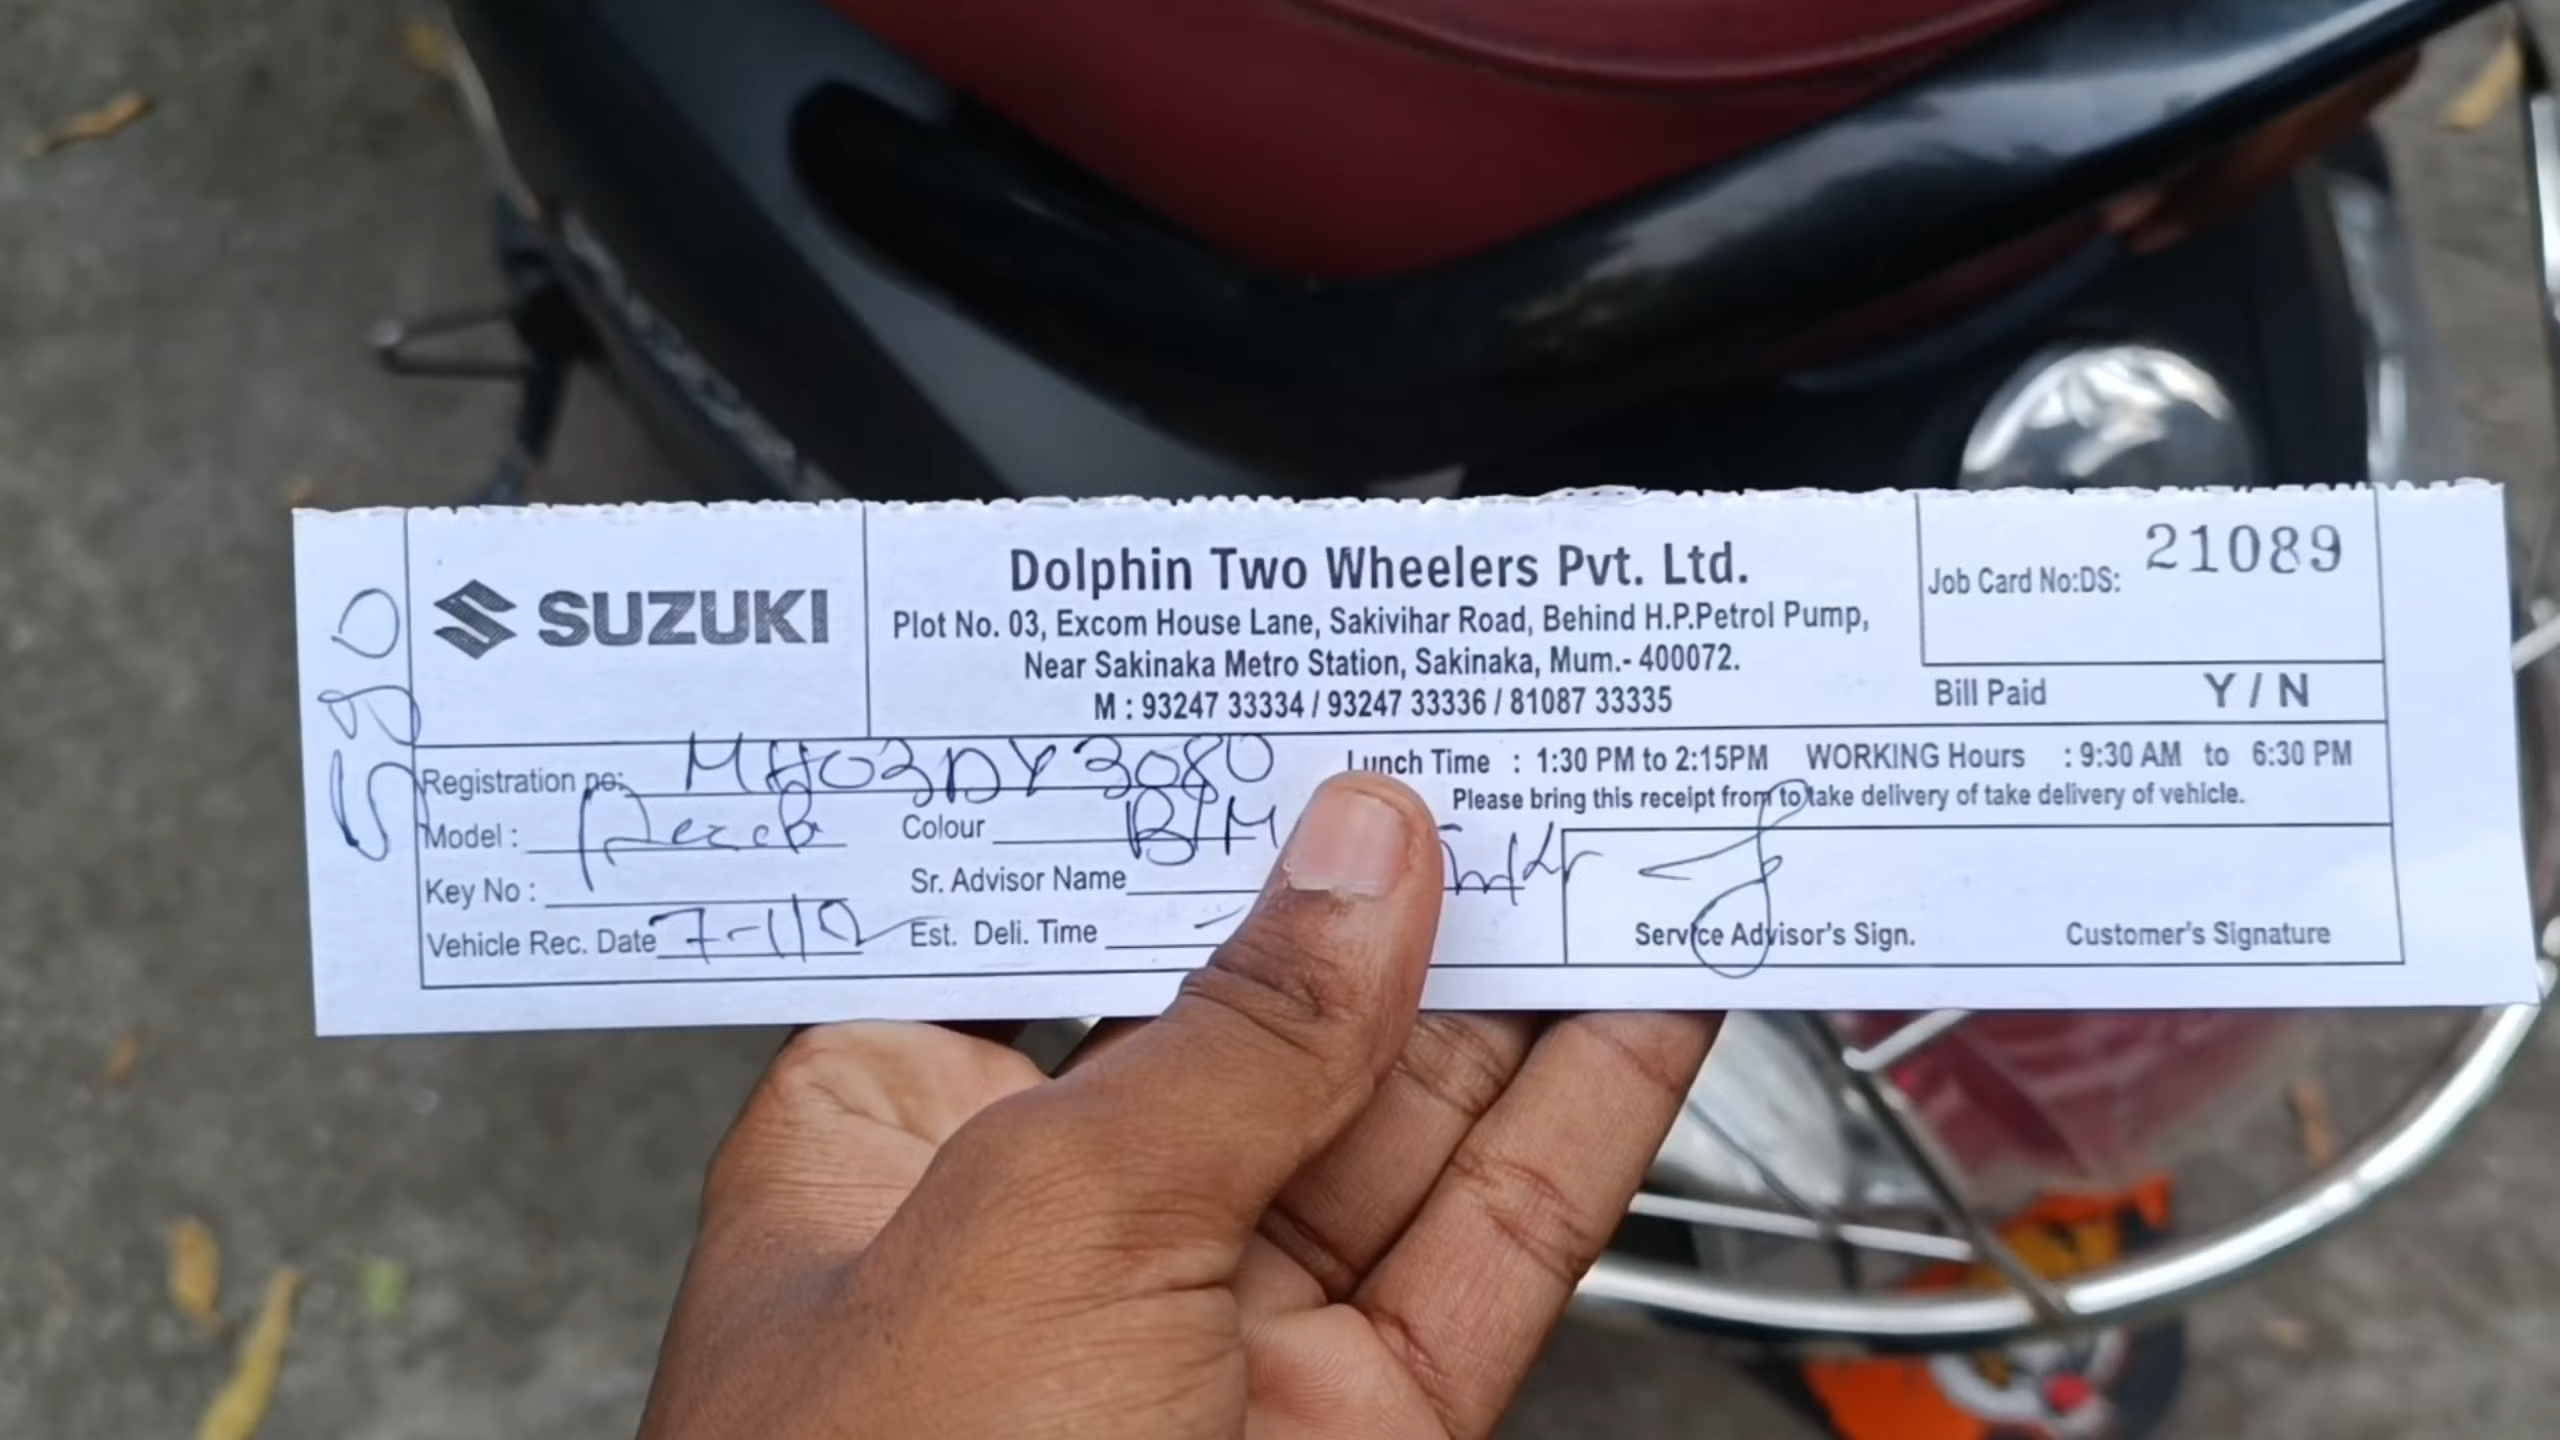 580
SUZUKI
Dolphin Two Wheelers Pvt. Ltd.
Plot No. 03, Excom House Lane, Sakivihar Road, Behind H.P.Petrol Pump,
Near Sakinaka Metro Station, Sakinaka, Mum.- 400072.
M : 93247 33334 / 93247 33336 / 81087 33335
Job Card No:DS: 21089
Bill Paid Y / N
Registration no: MH03DY3080
Model :
Key No :
Vehicle Rec. Date
Colour B/M
Sr. Advisor Name
Est. Deli. Time
Lunch Time : 1:30 PM to 2:15PM WORKING Hours : 9:30 AM to 6:30 PM
Please bring this receipt from to take delivery of take delivery of vehicle.
Service Advisor's Sign. Customer's Signature